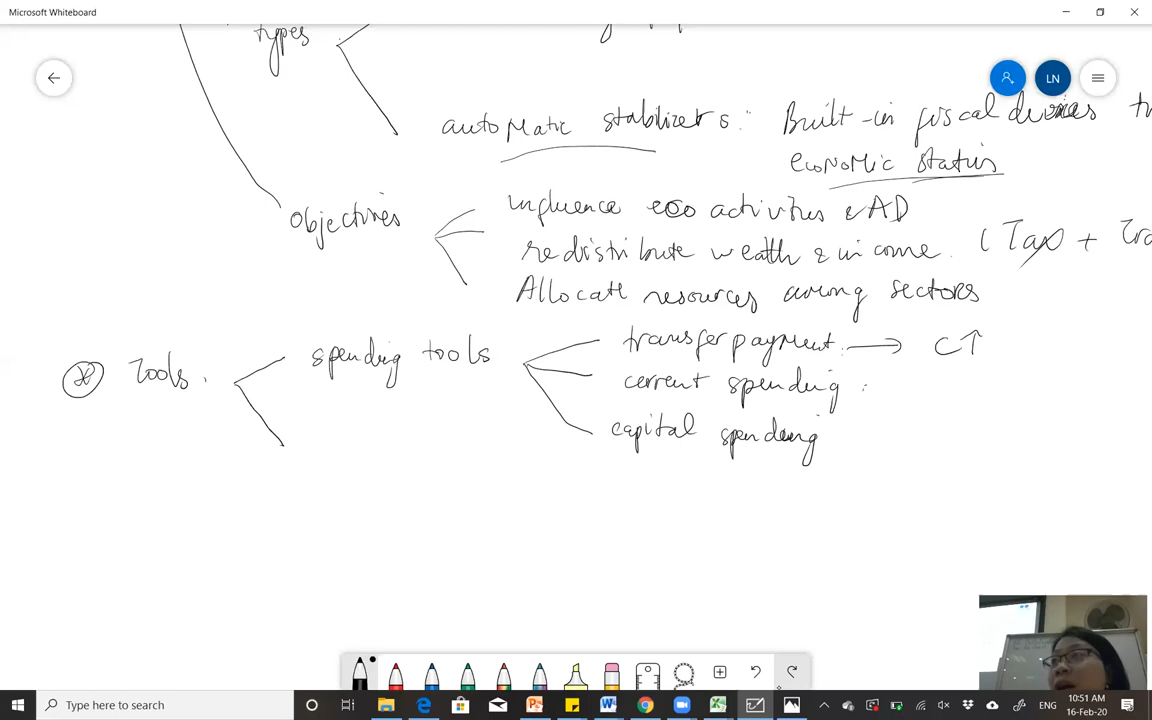 Microsoft Whiteboard
types
LN
automatic stabilizers: Built-in fiscal devices
economic status
objectives
influence eco activities & AD
redistribute wealth & income (Tax +
Allocate resources among sectors
Tools. spending tools
transfer payment → C↑
current spending:
capital spending
Type here to search
ENG
10:51 AM
16-Feb-20